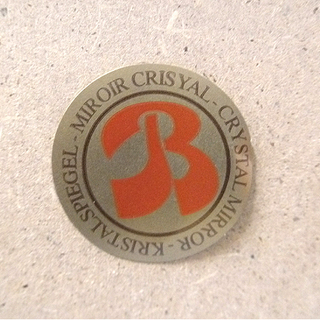 MIROIR CRISYAL - CRYSTAL MIRROR - KRISTALSPIEGEL -
B